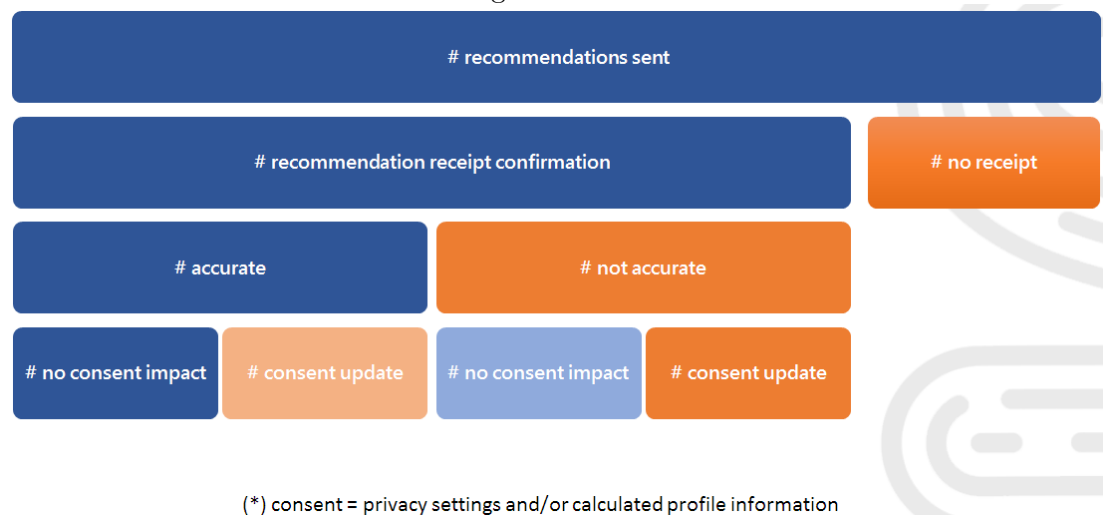 # recommendations sent
# recommendation receipt confirmation
# no receipt
# accurate
# not accurate
# no consent impact
# consent update
# no consent impact
# consent update
(*) consent = privacy settings and/or calculated profile information